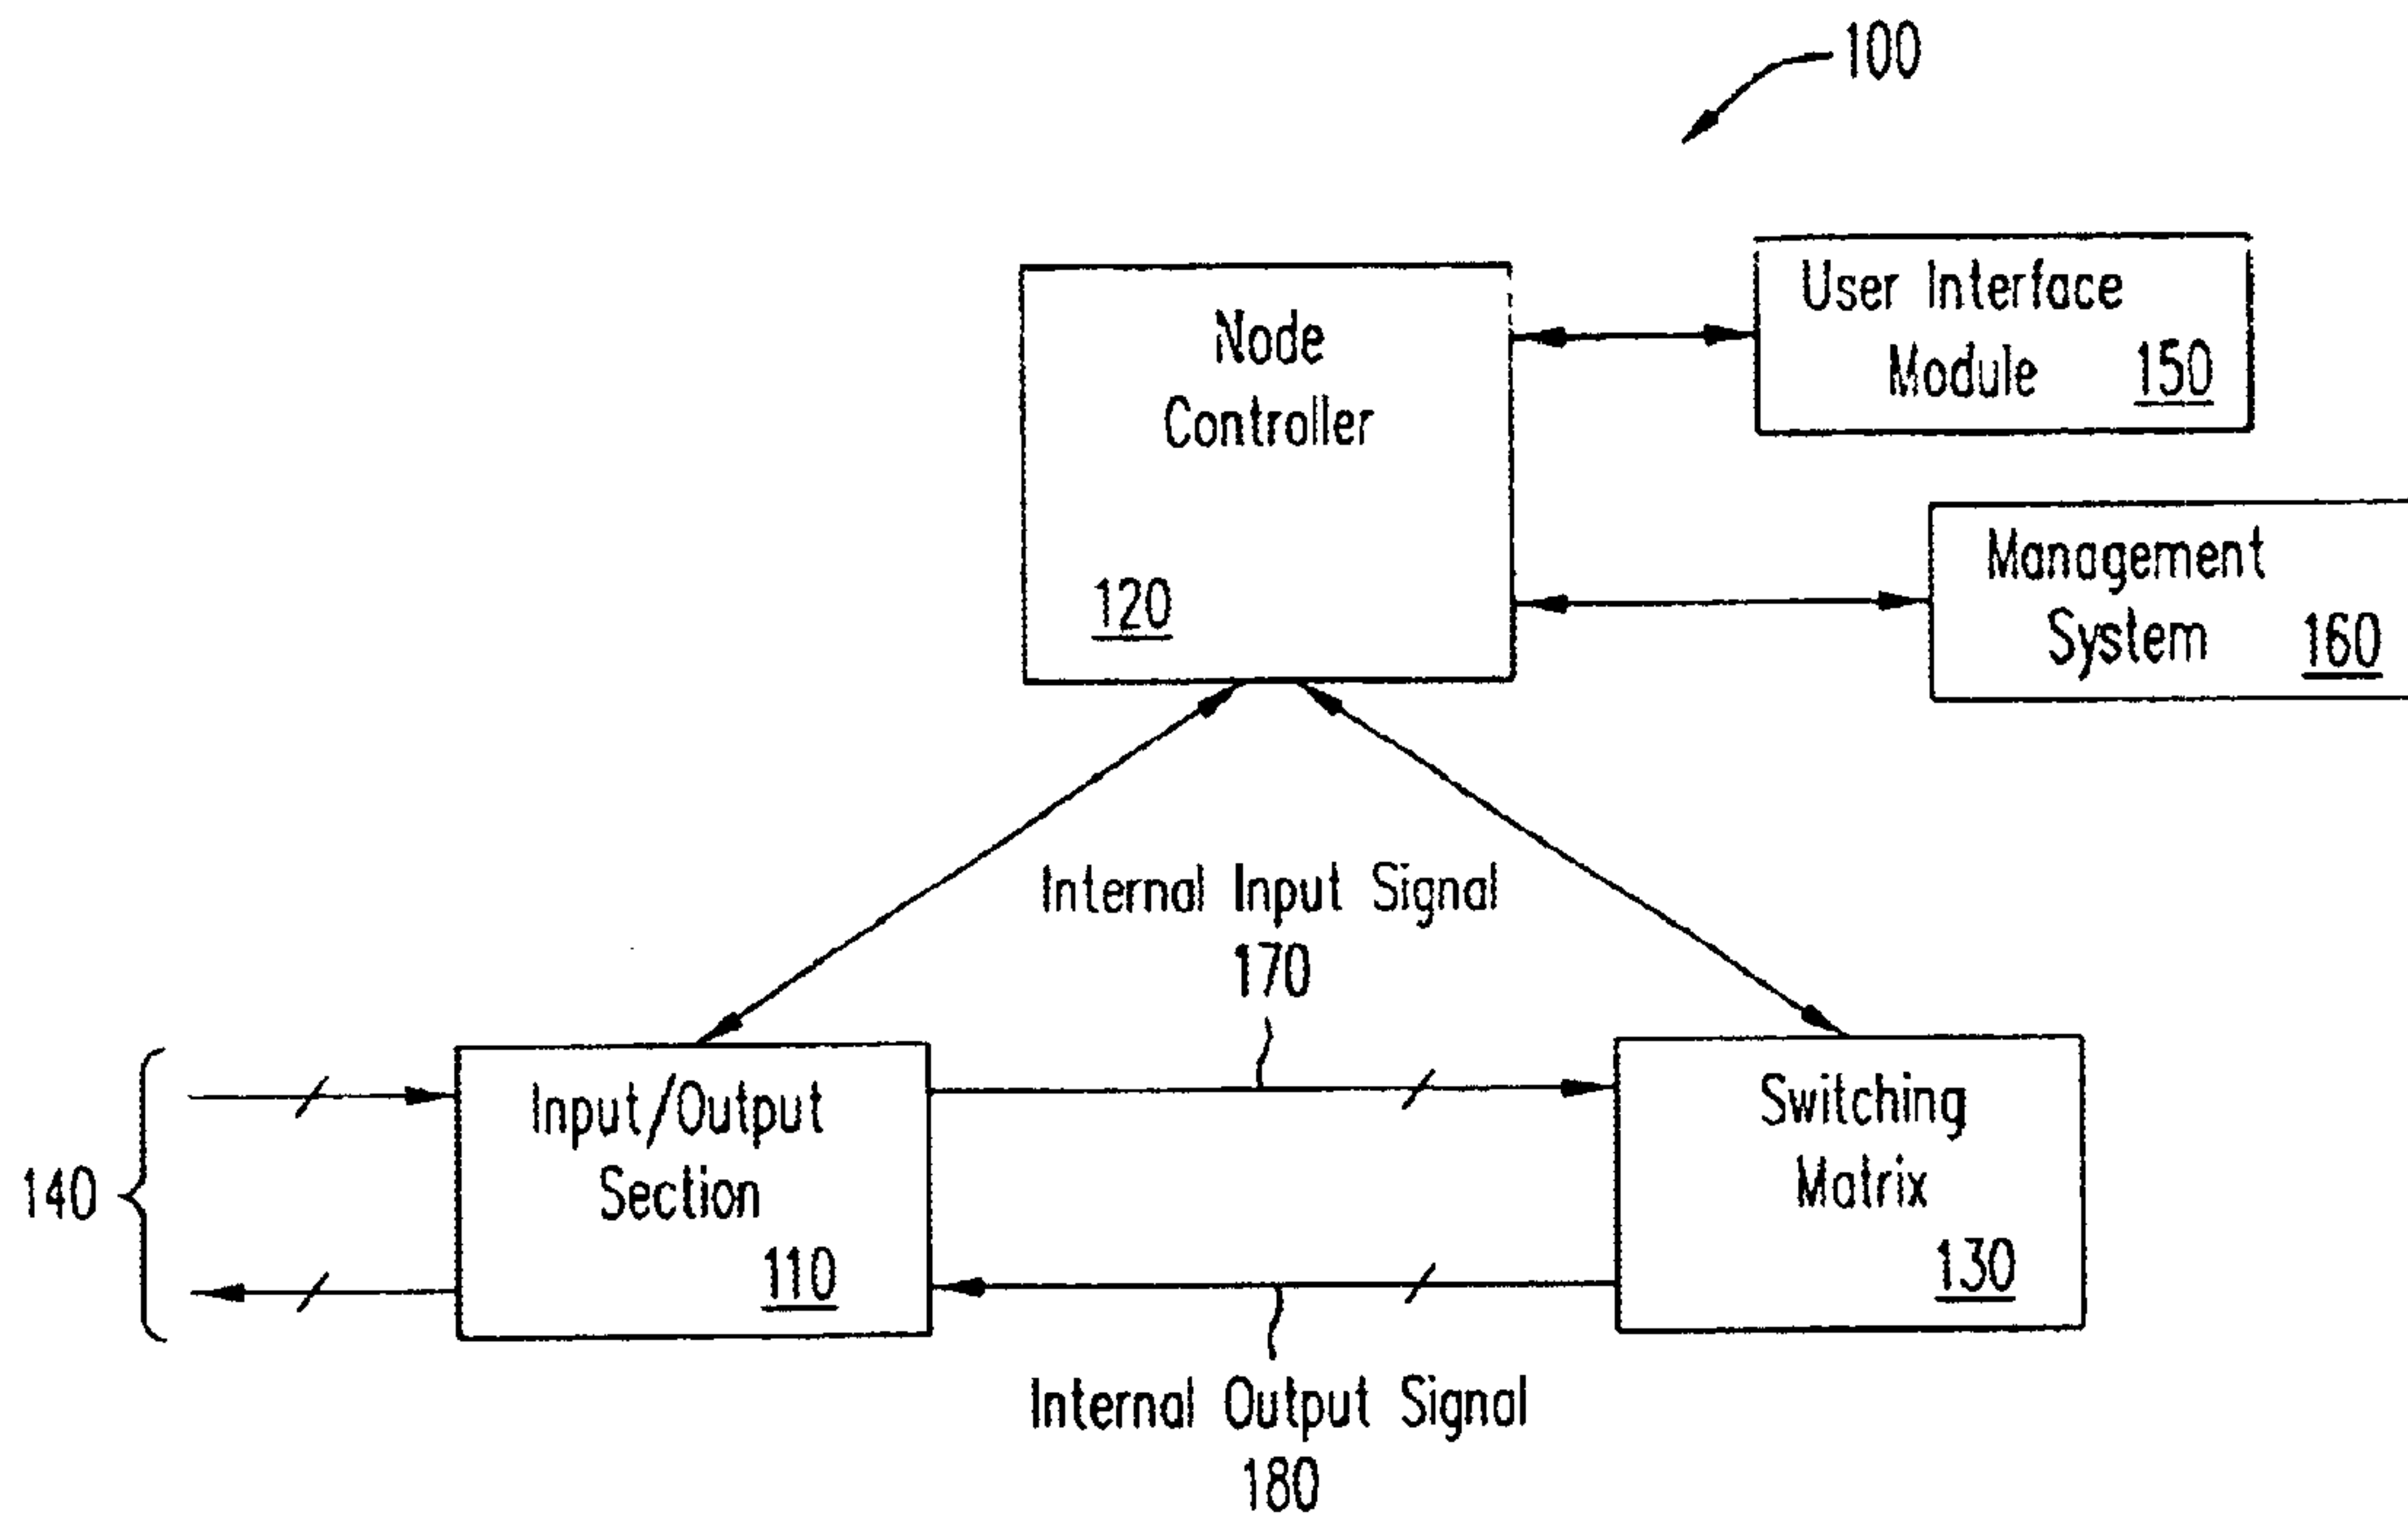 100
Node
Controller
120
User Interface
Module 150
Management
System 160
Internal Input Signal
170
140
Input/Output
Section
110
Switching
Matrix
130
Internal Output Signal
180